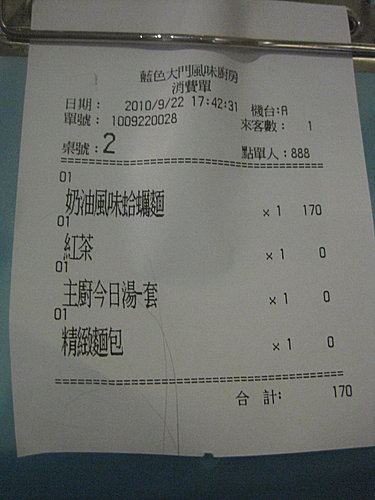 藍色大門風味廚房
消費單
日期： 2010/9/22 17:42:31 機台:A
單號： 1009220028 來客數： 1
桌號：2 點單人：888
==================================
01
奶油風味蛤蠣麵 ×1 170
01
紅茶 ×1 0
01
主廚今日湯-套 ×1 0
01
精緻麵包 ×1 0
==================================
合 計: 170